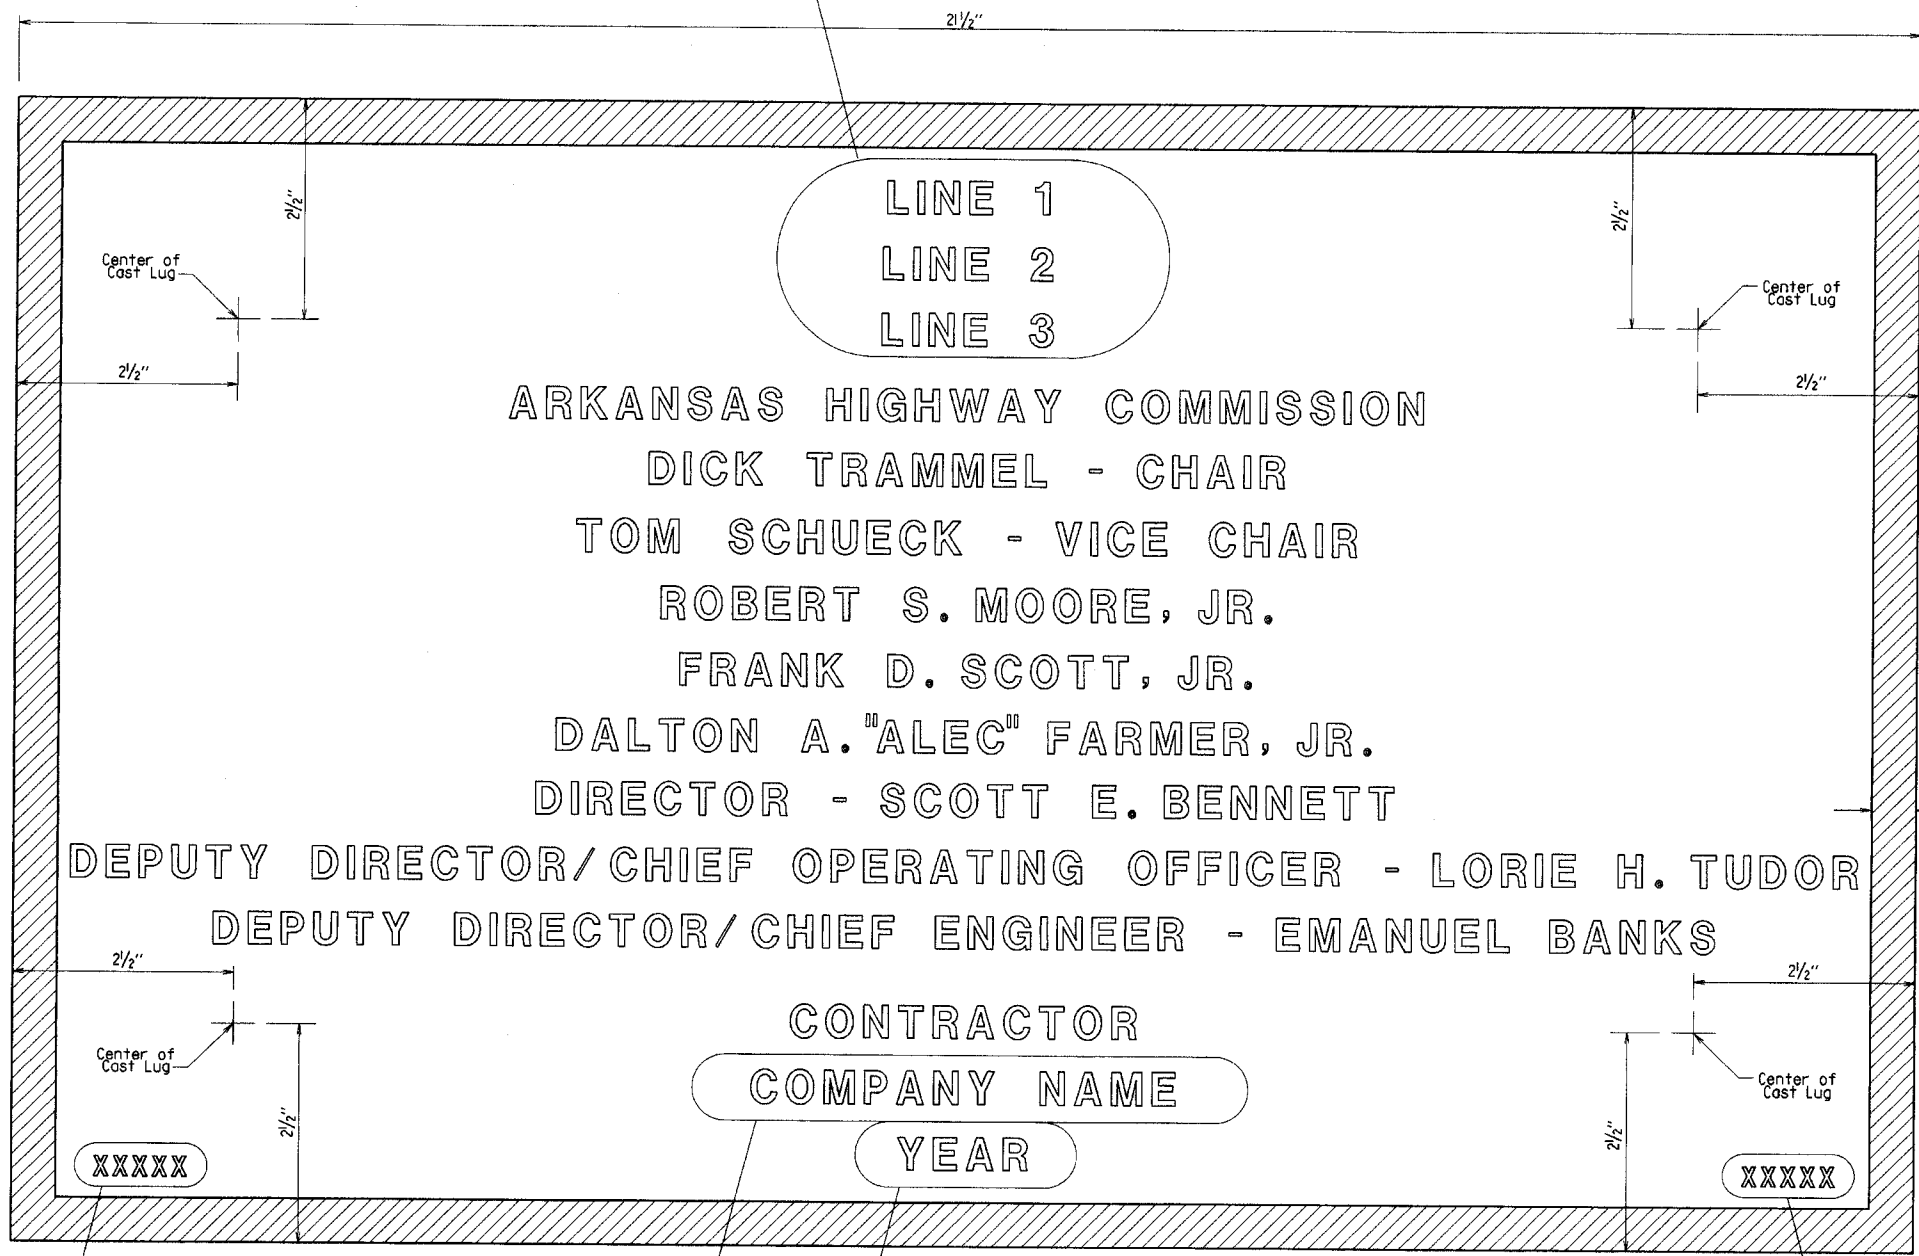 21½"
LINE 1
2½"
2½"
LINE 2
Center of
Cast Lug
Center of
Cast Lug
LINE 3
2½"
2½"
ARKANSAS HIGHWAY COMMISSION
DICK TRAMMEL - CHAIR
TOM SCHUECK - VICE CHAIR
ROBERT S. MOORE, JR.
FRANK D. SCOTT, JR.
DALTON A. "ALEC" FARMER, JR.
DIRECTOR - SCOTT E. BENNETT
DEPUTY DIRECTOR/CHIEF OPERATING OFFICER - LORIE H. TUDOR
DEPUTY DIRECTOR/CHIEF ENGINEER - EMANUEL BANKS
2½"
2½"
CONTRACTOR
Center of
Cast Lug
COMPANY NAME
Center of
Cast Lug
2½"
2½"
YEAR
XXXXX
XXXXX